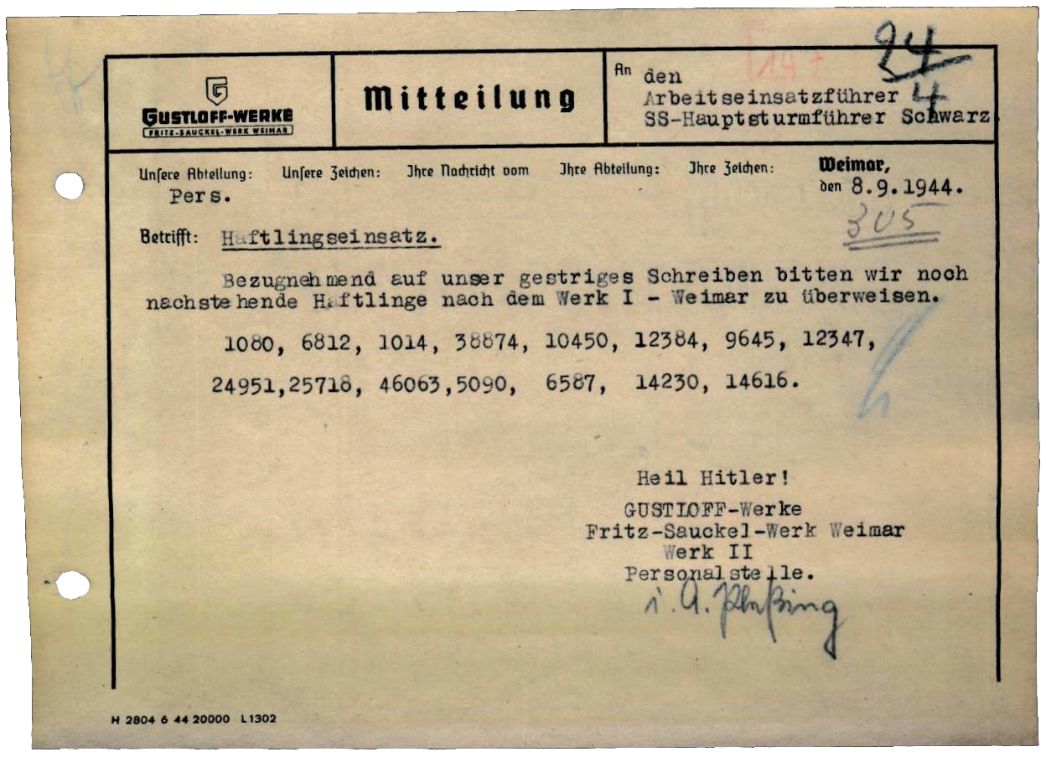 24
GUSTLOFF-WERKE
FRITZ-SAUCKEL-WERK WEIMAR
Mitteilung
An den
Arbeitseinsatzführer 4
SS-Hauptsturmführer Schwarz
Unsere Abteilung: Unsere Zeichen: Ihre Nachricht vom Ihre Abteilung: Ihre Zeichen: Weimar,
Pers. den 8.9.1944.
305
Betrifft: Häftlingseinsatz.
Bezugnehmend auf unser gestriges Schreiben bitten wir noch
nachstehende Häftlinge nach dem Werk I - Weimar zu überweisen.
1080, 6812, 1014, 38874, 10450, 12384, 9645, 12347,
24951,25718, 46063,5090, 6587, 14230, 14616.
Heil Hitler!
GUSTLOFF-Werke
Fritz-Sauckel-Werk Weimar
Werk II
Personalstelle.
i.A.
H 2804 6 44 20000 L1302